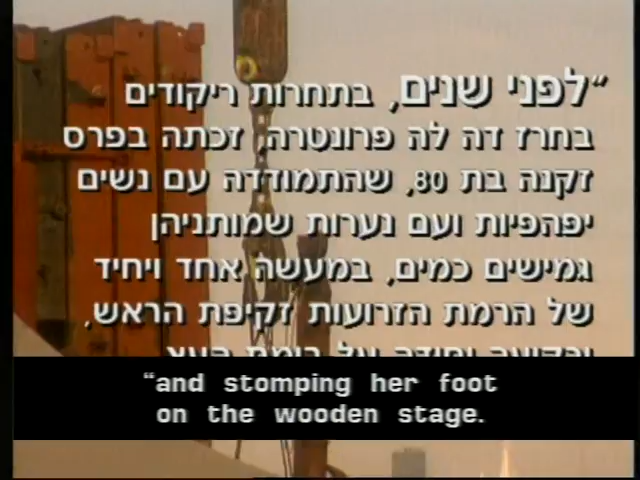 ״לפני שנים, בתחרות ריקודים
בחרז דה לה פרונטרה, זכתה בפרס
זקנה בת 80, שהתמודדה עם נשים
יפהפיות ועם נערות שמותניהן
גמישים כמים, במעשה אחד ויחיד
של הרמת הזרועות זקיפת הראש,
"and stomping her foot
on the wooden stage.